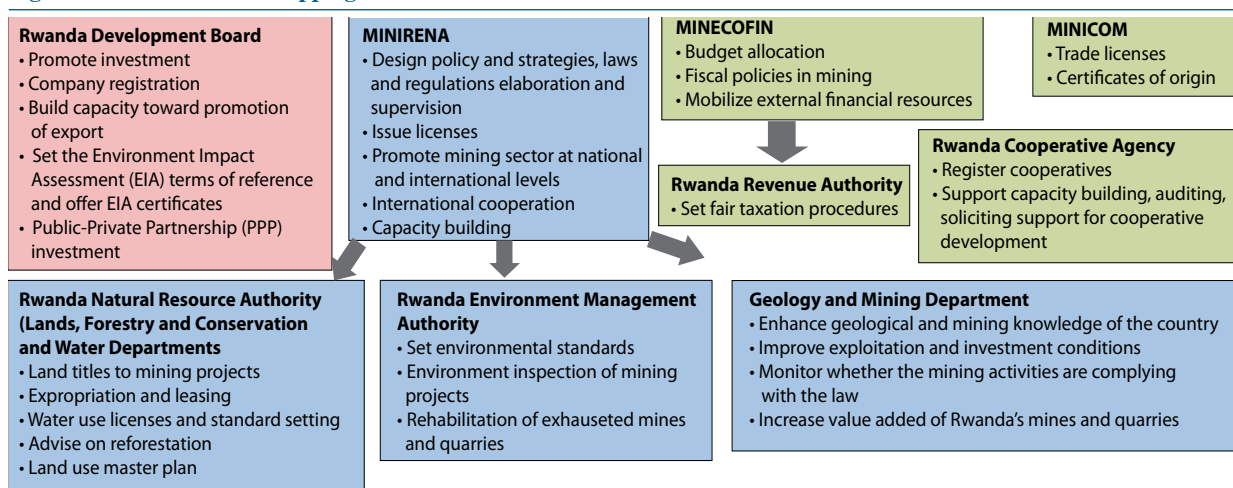 Rwanda Development Board
• Promote investment
• Company registration
• Build capacity toward promotion
of export
• Set the Environment Impact
Assessment (EIA) terms of reference
and offer EIA certificates
• Public-Private Partnership (PPP)
investment
MINIRENA
• Design policy and strategies, laws
and regulations elaboration and
supervision
• Issue licenses
• Promote mining sector at national
and international levels
• International cooperation
• Capacity building
MINECOFIN
• Budget allocation
• Fiscal policies in mining
• Mobilize external financial resources
MINICOM
• Trade licenses
• Certificates of origin
Rwanda Revenue Authority
• Set fair taxation procedures
Rwanda Cooperative Agency
• Register cooperatives
• Support capacity building, auditing,
soliciting support for cooperative
development
Rwanda Natural Resource Authority
(Lands, Forestry and Conservation
and Water Departments
• Land titles to mining projects
• Expropriation and leasing
• Water use licenses and standard setting
• Advise on reforestation
• Land use master plan
Rwanda Environment Management
Authority
• Set environmental standards
• Environment inspection of mining
projects
• Rehabilitation of exhauseted mines
and quarries
Geology and Mining Department
• Enhance geological and mining knowledge of the country
• Improve exploitation and investment conditions
• Monitor whether the mining activities are complying
with the law
• Increase value added of Rwanda's mines and quarries